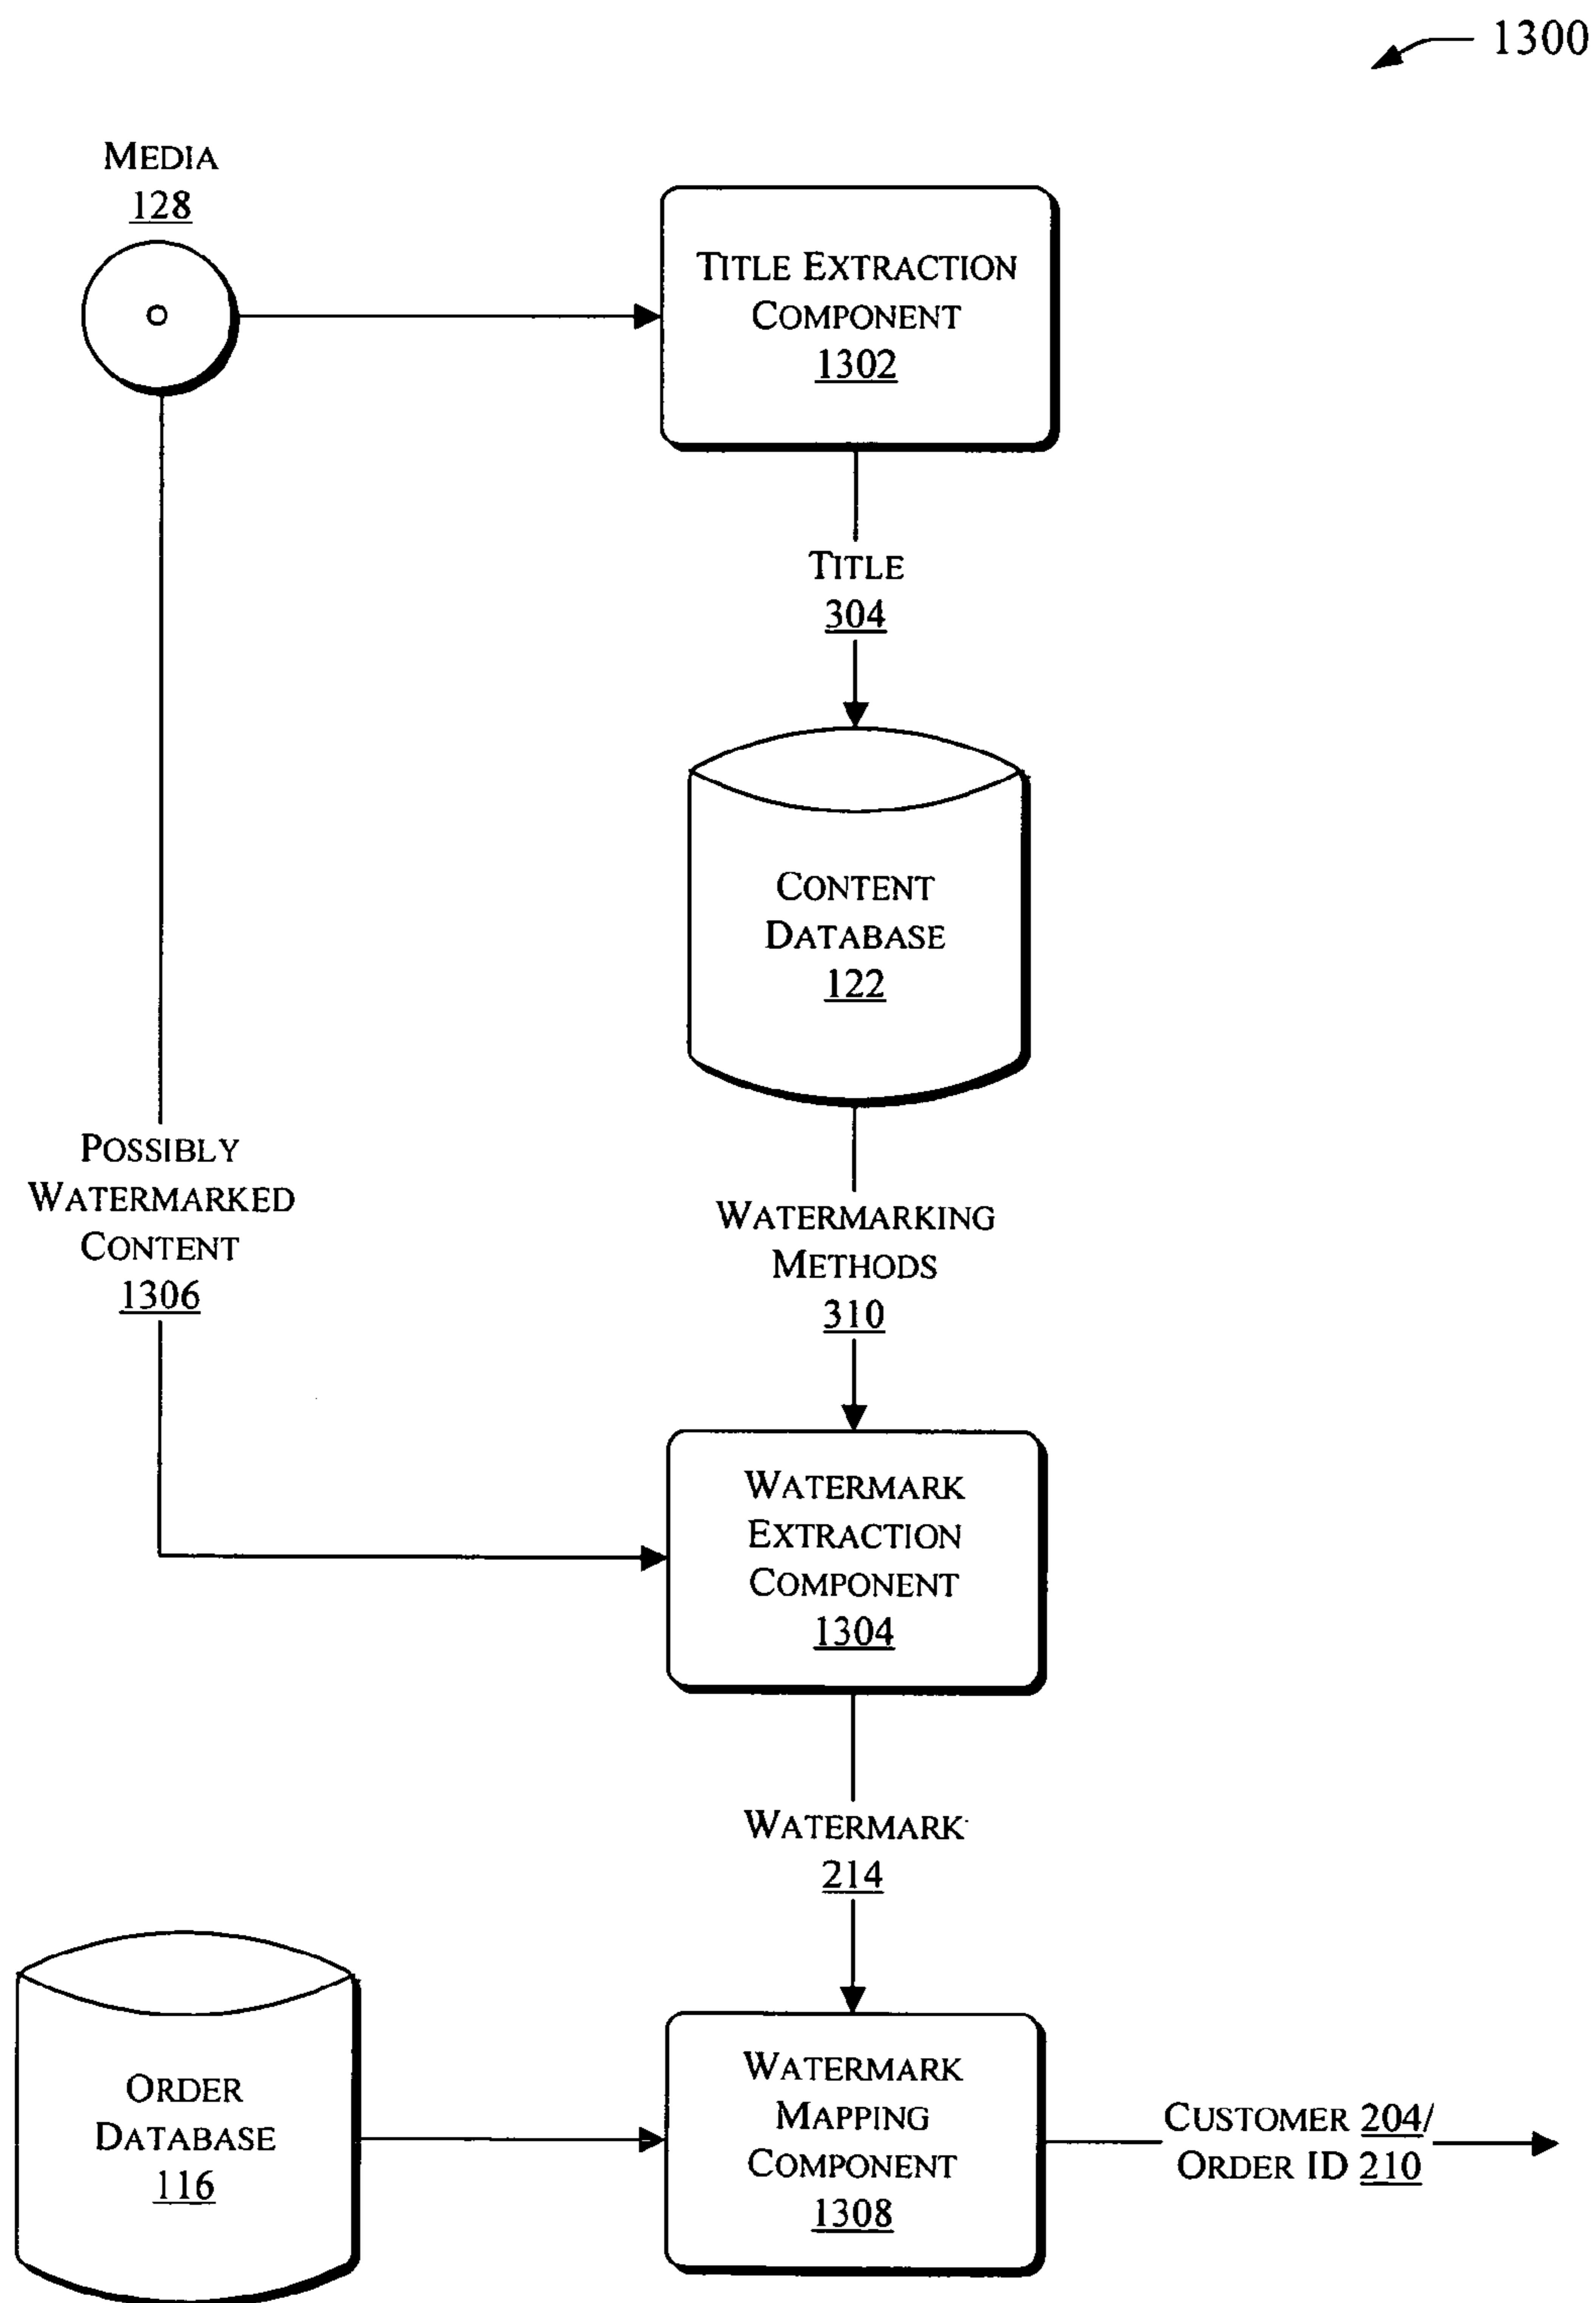 1300
MEDIA
128
TITLE EXTRACTION
COMPONENT
1302
TITLE
304
CONTENT
DATABASE
122
POSSIBLY
WATERMARKED
CONTENT
1306
WATERMARKING
METHODS
310
WATERMARK
EXTRACTION
COMPONENT
1304
WATERMARK
214
ORDER
DATABASE
116
WATERMARK
MAPPING
COMPONENT
1308
CUSTOMER 204/
ORDER ID 210